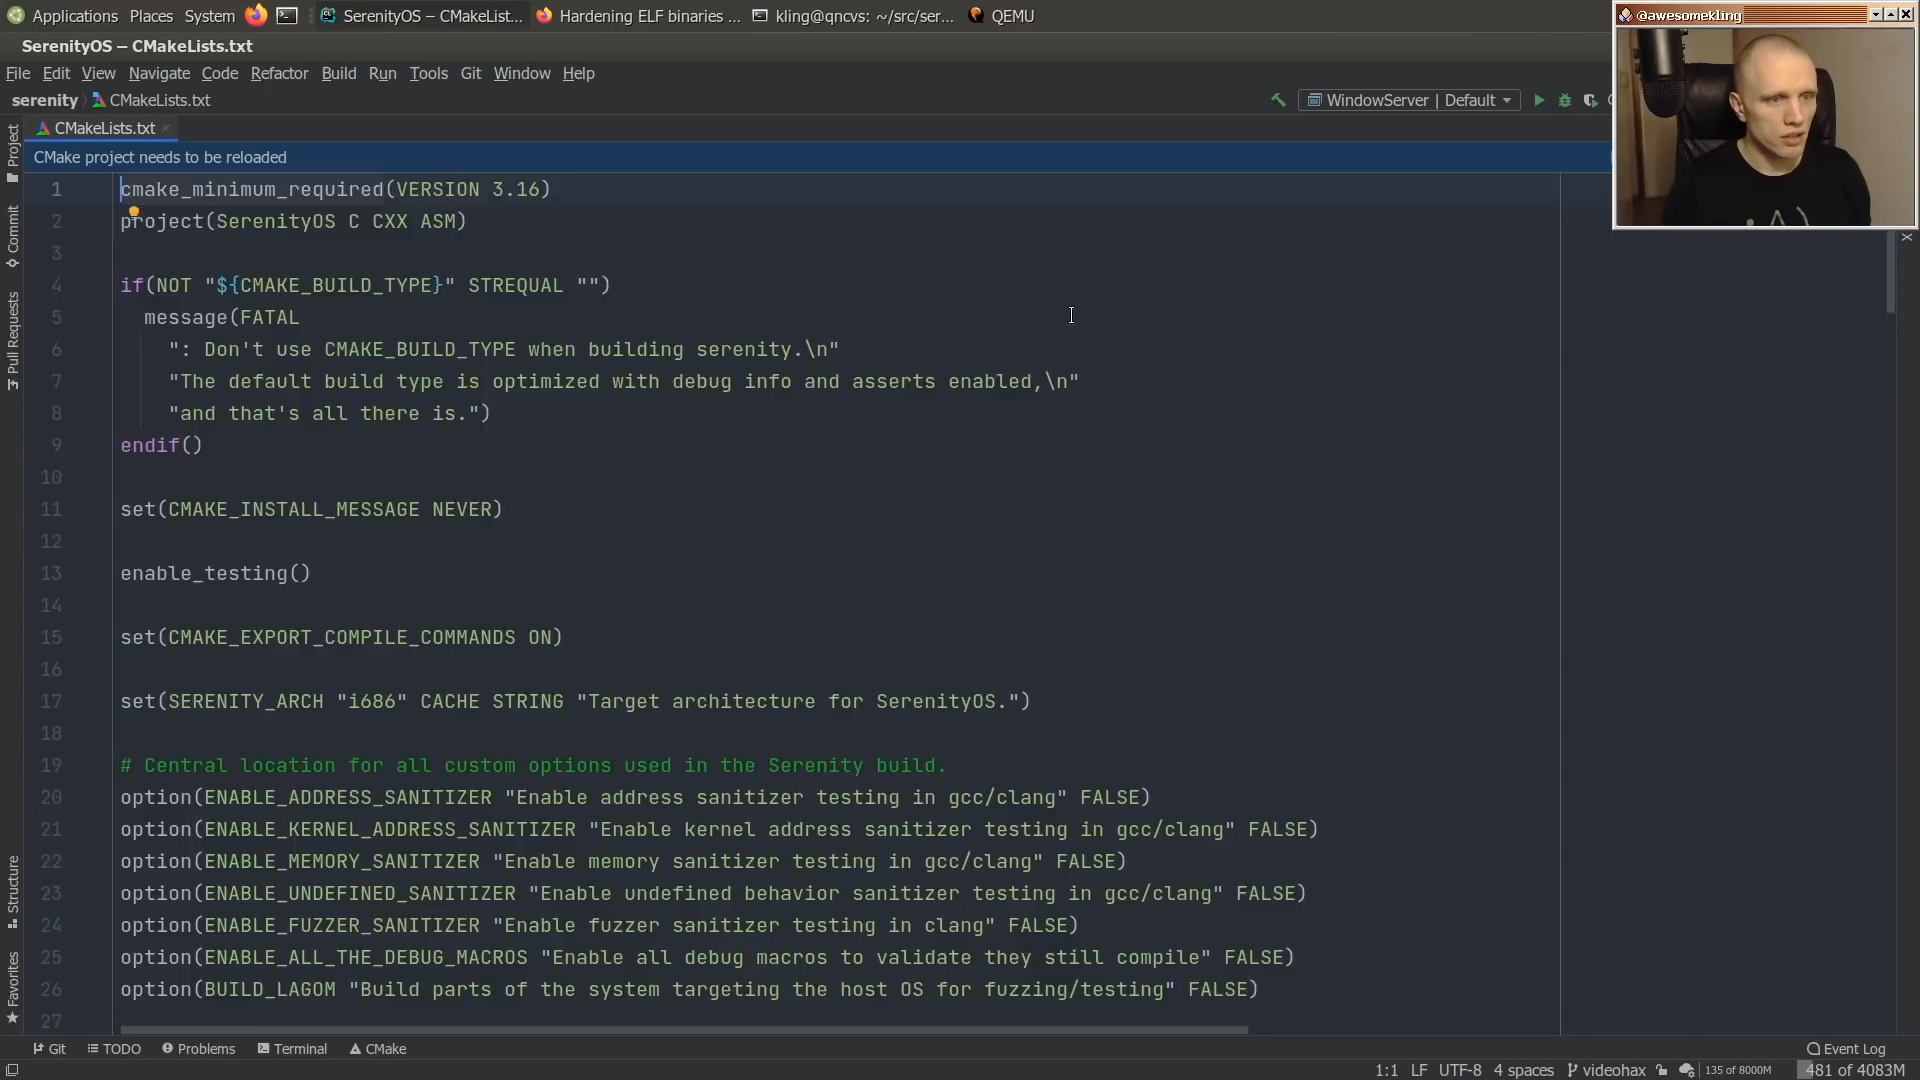 Applications Places System SerenityOS – CMakeList... Hardening ELF binaries ... kling@qncvs: ~/src/ser... QEMU
@awesomekling
SerenityOS – CMakeLists.txt
File Edit View Navigate Code Refactor Build Run Tools Git Window Help
serenity CMakeLists.txt WindowServer | Default
CMakeLists.txt
CMake project needs to be reloaded
Project
Commit
Pull Requests
Structure
Favorites
1 cmake_minimum_required(VERSION 3.16)
2 project(SerenityOS C CXX ASM)
3
4 if(NOT "${CMAKE_BUILD_TYPE}" STREQUAL "")
5 message(FATAL
6 ": Don't use CMAKE_BUILD_TYPE when building serenity.\n"
7 "The default build type is optimized with debug info and asserts enabled,\n"
8 "and that's all there is.")
9 endif()
10
11 set(CMAKE_INSTALL_MESSAGE NEVER)
12
13 enable_testing()
14
15 set(CMAKE_EXPORT_COMPILE_COMMANDS ON)
16
17 set(SERENITY_ARCH "i686" CACHE STRING "Target architecture for SerenityOS.")
18
19 # Central location for all custom options used in the Serenity build.
20 option(ENABLE_ADDRESS_SANITIZER "Enable address sanitizer testing in gcc/clang" FALSE)
21 option(ENABLE_KERNEL_ADDRESS_SANITIZER "Enable kernel address sanitizer testing in gcc/clang" FALSE)
22 option(ENABLE_MEMORY_SANITIZER "Enable memory sanitizer testing in gcc/clang" FALSE)
23 option(ENABLE_UNDEFINED_SANITIZER "Enable undefined behavior sanitizer testing in gcc/clang" FALSE)
24 option(ENABLE_FUZZER_SANITIZER "Enable fuzzer sanitizer testing in clang" FALSE)
25 option(ENABLE_ALL_THE_DEBUG_MACROS "Enable all debug macros to validate they still compile" FALSE)
26 option(BUILD_LAGOM "Build parts of the system targeting the host OS for fuzzing/testing" FALSE)
27
Git TODO Problems Terminal CMake Event Log
1:1 LF UTF-8 4 spaces videohax 135 of 8000M 481 of 4083M